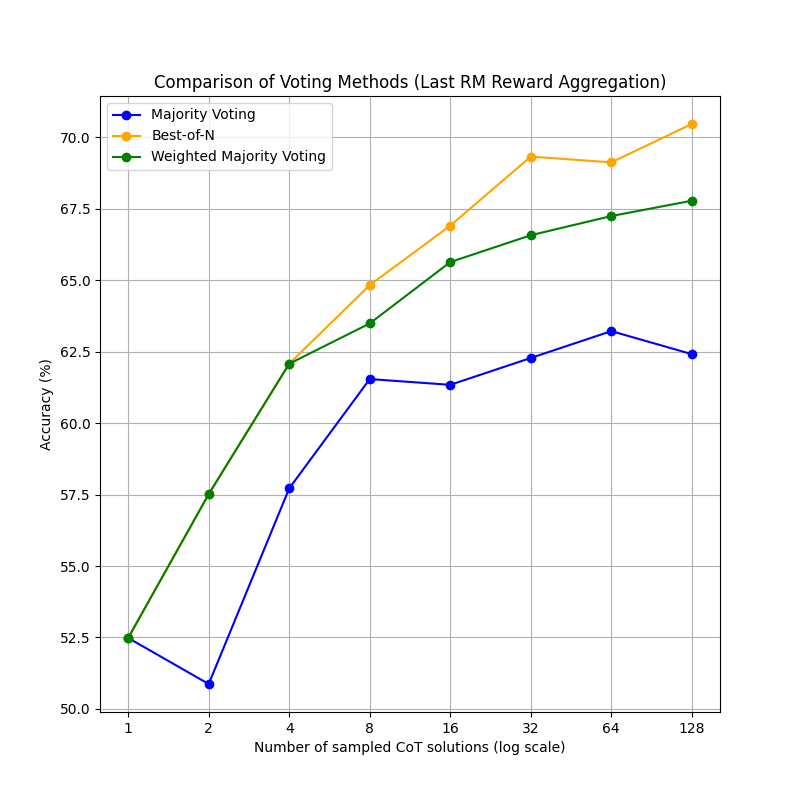 Comparison of Voting Methods (Last RM Reward Aggregation)
Majority Voting
Best-of-N
Weighted Majority Voting
70.0
67.5
65.0
62.5
60.0
57.5
55.0
52.5
50.0
Accuracy (%)
1 2 4 8 16 32 64 128
Number of sampled CoT solutions (log scale)